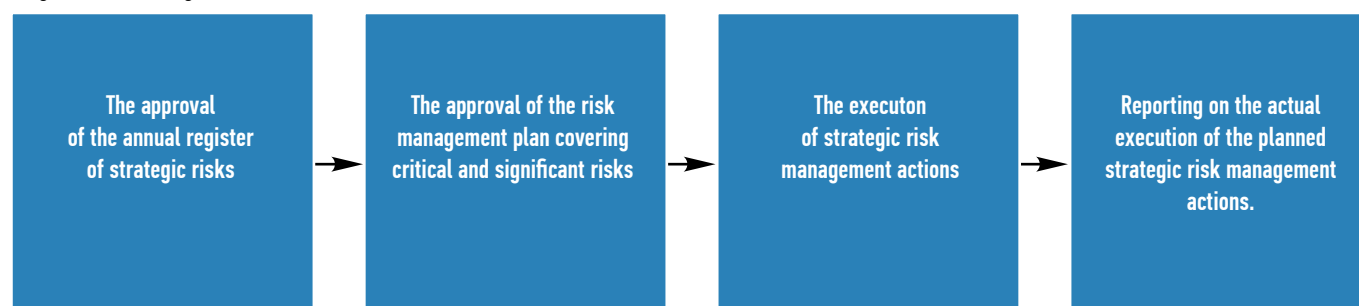 The approval
of the annual register
of strategic risks
The approval of the risk
management plan covering
critical and significant risks
The executon
of strategic risk
management actions
Reporting on the actual
execution of the planned
strategic risk management
actions.